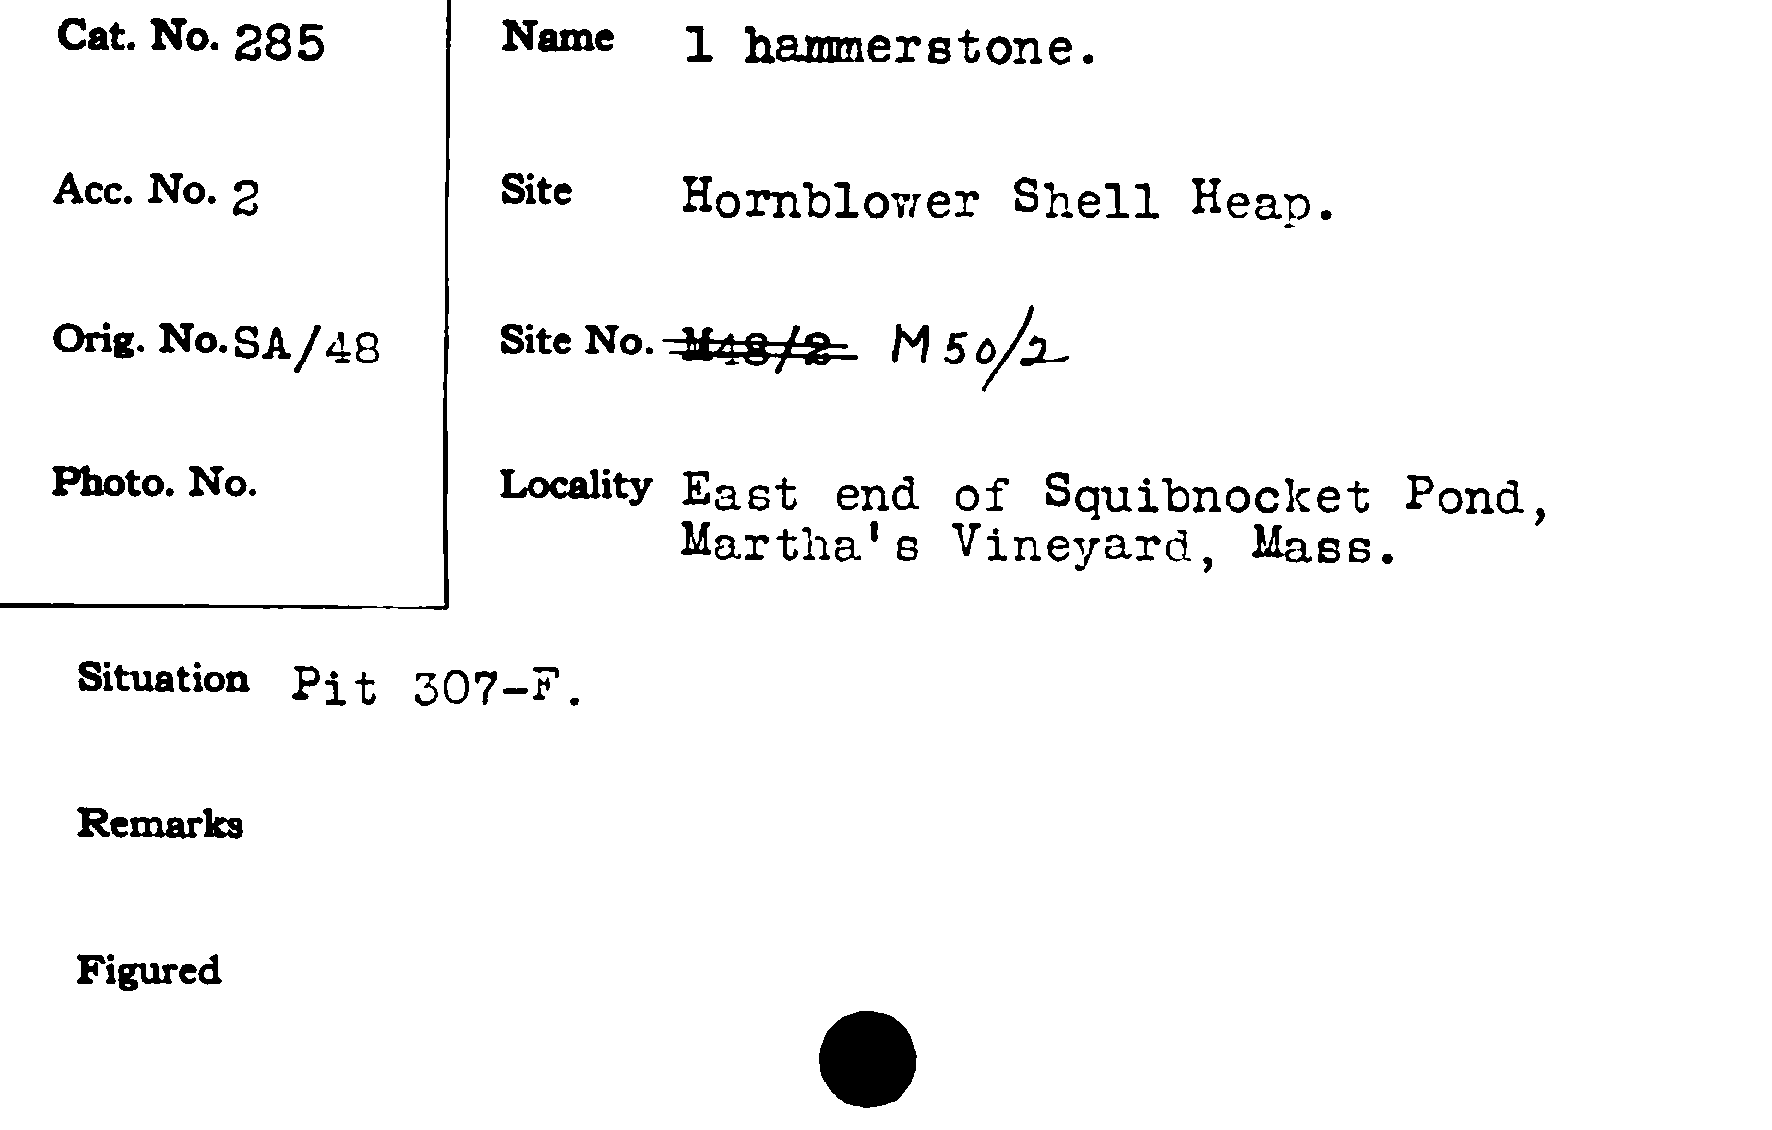 Cat. No. 285
Name 1 hammerstone.
Acc. No. 2
Site Hornblower Shell Heap.
Orig. No. SA/48
Site No. M48/2 M50/2
Photo. No.
Locality East end of Squibnocket Pond,
Martha's Vineyard, Mass.
Situation Pit 307-F.
Remarks
Figured